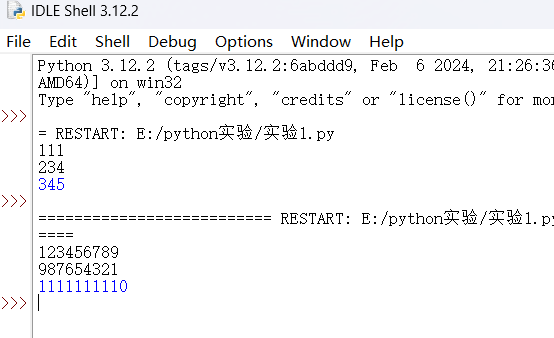 IDLE Shell 3.12.2
File Edit Shell Debug Options Window Help
Python 3.12.2 (tags/v3.12.2:6abddd9, Feb  6 2024, 21:26:36
AMD64)] on win32
Type "help", "copyright", "credits" or "license()" for mor
>>>
= RESTART: E:/python实验/实验1.py
111
234
345
>>>
========================== RESTART: E:/python实验/实验1.py
====
123456789
987654321
1111111110
>>>